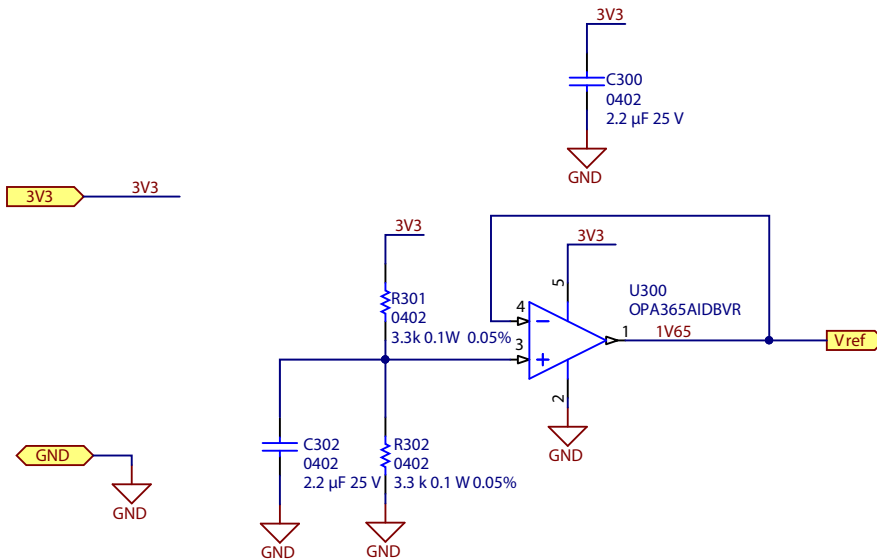 3V3
C300
0402
2.2 µF 25 V
GND
3V3
3V3
3V3
3V3
R301
0402
3.3k 0.1W 0.05%
5
U300
OPA365AIDBVR
4
3
1
1V65
Vref
2
GND
C302
0402
2.2 µF 25 V
R302
0402
3.3 k 0.1 W 0.05%
GND
GND
GND
GND